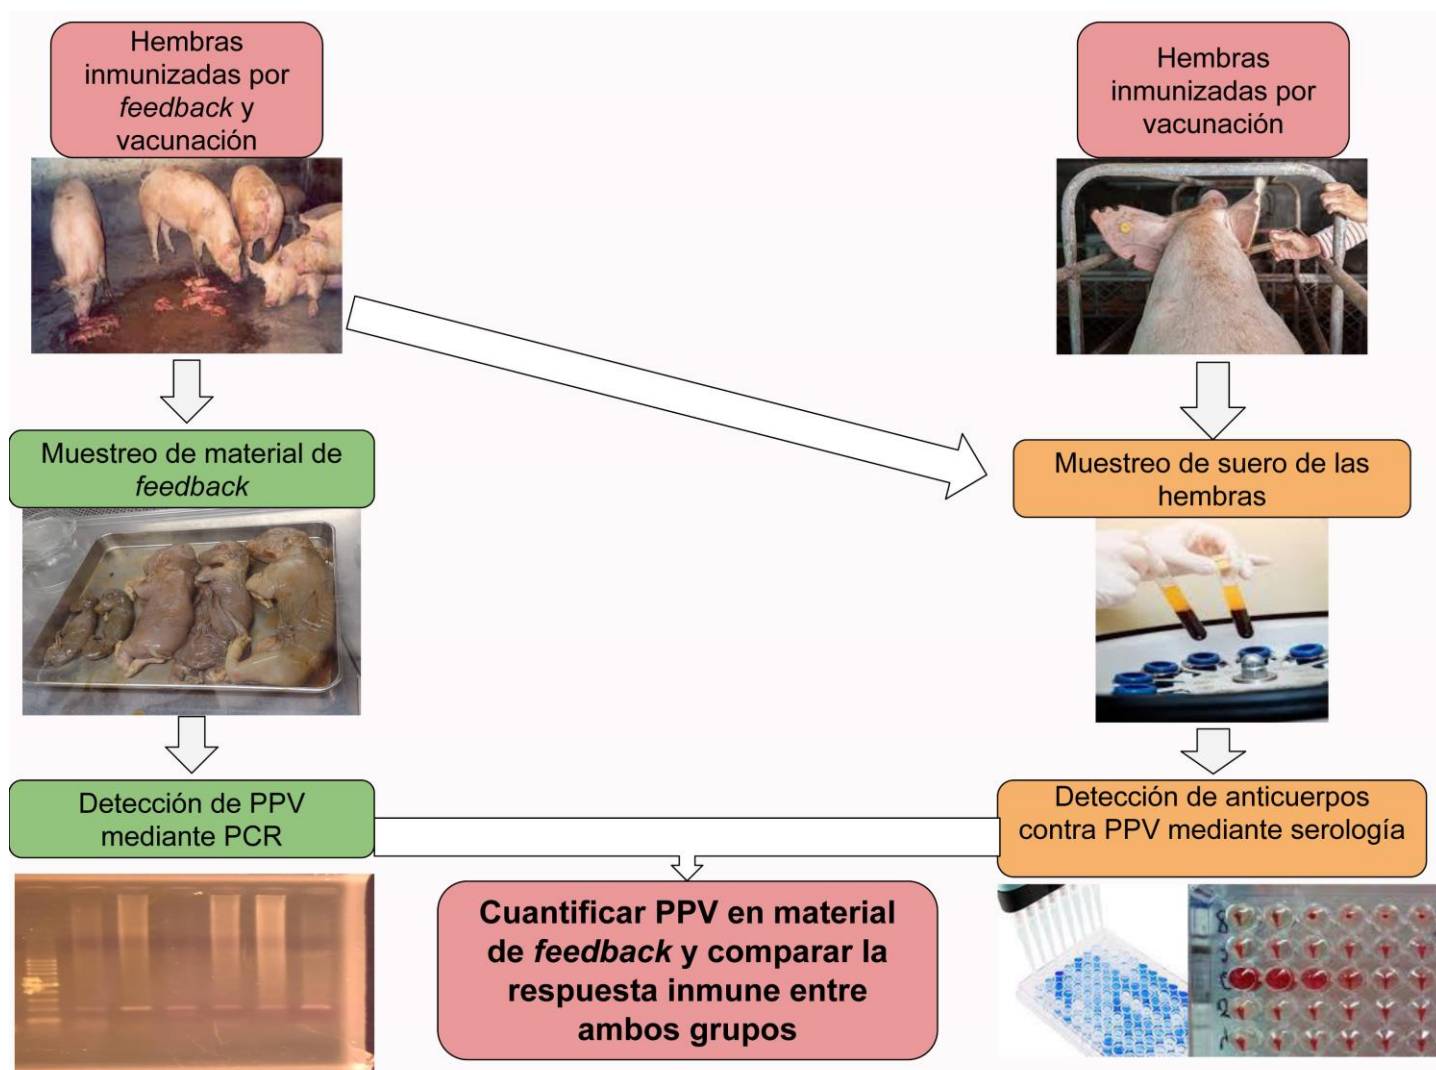 Hembras
inmunizadas por
feedback y
vacunación
Hembras
inmunizadas por
vacunación
Muestreo de material de
feedback
Muestreo de suero de las
hembras
Detección de PPV
mediante PCR
Detección de anticuerpos
contra PPV mediante serología
Cuantificar PPV en material
de feedback y comparar la
respuesta inmune entre
ambos grupos